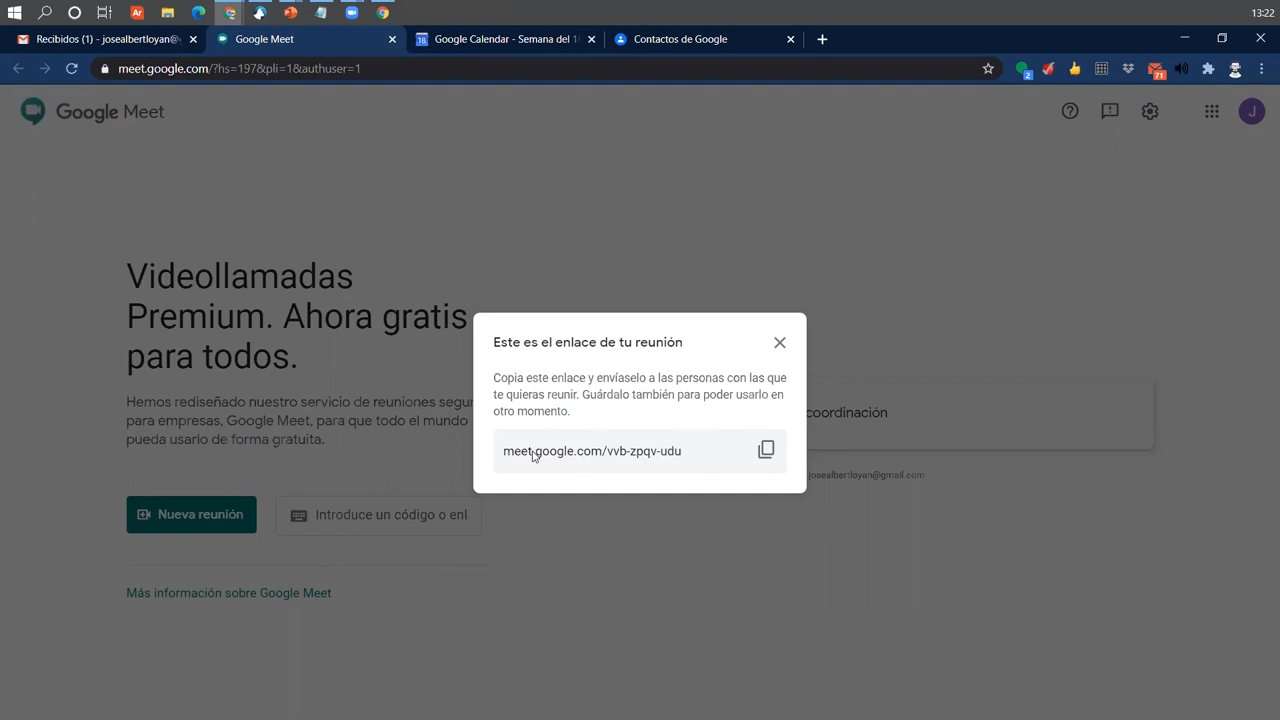 13:22
Recibidos (1) - josealbertloyan@
Google Meet
Google Calendar - Semana del 1
Contactos de Google
meet.google.com/?hs=197&pli=1&authuser=1
2
71
Google Meet
J
Videollamadas
Premium. Ahora gratis
para todos.
Hemos rediseñado nuestro servicio de reuniones segur
para empresas, Google Meet, para que todo el mundo
pueda usarlo de forma gratuita.
Nueva reunión
Introduce un código o enl
Más información sobre Google Meet
Este es el enlace de tu reunión
Copia este enlace y envíaselo a las personas con las que
te quieras reunir. Guárdalo también para poder usarlo en
otro momento.
meet.google.com/vvb-zpqv-udu
coordinación
josealbertloyan@gmail.com